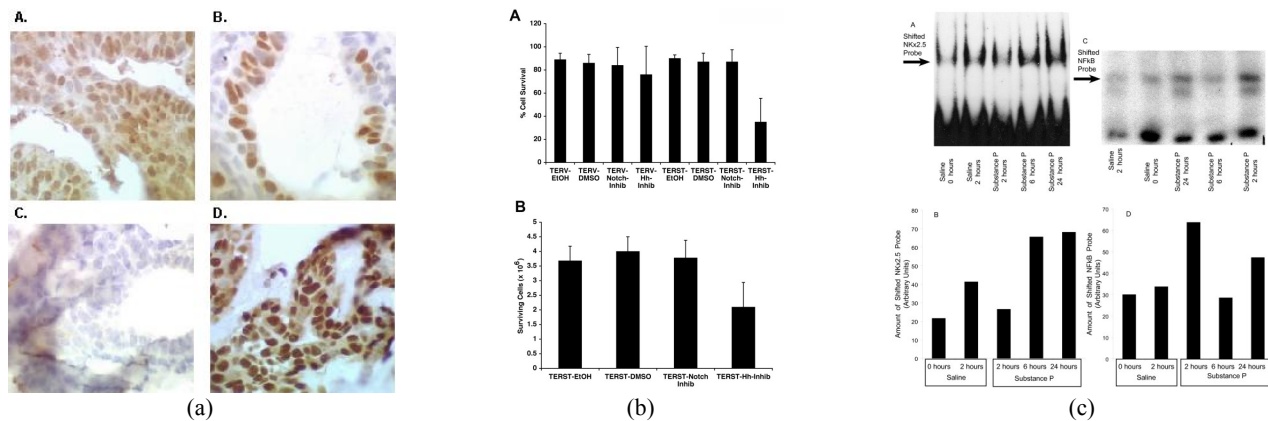 A.
B.
C.
D.
(a)
A
% Cell Survival
120
100
80
60
40
20
0
TERV-
EtOH
TERV-
DMSO
TERV-
Notch-
Inhib
TERV-
Hh-
Inhib
TERST-
EtOH
TERST-
DMSO
TERST-
Notch-
Inhib
TERST-
Hh-Inhib
B
Surviving Cells (x 10⁶)
5
4.5
4
3.5
3
2.5
2
1.5
1
0.5
0
TERST-EtOH
TERST-DMSO
TERST-Notch
Inhib
TERST-Hh-Inhib
(b)
A
Shifted
NKx2.5
Probe
Saline
0 hours
Saline
2 hours
Substance P
2 hours
Substance P
6 hours
Substance P
24 hours
C
Shifted
NFkB
Probe
Saline
2 hours
Saline
0 hours
Substance P
24 hours
Substance P
6 hours
Substance P
2 hours
B
Amount of Shifted NKx2.5 Probe
(Arbitrary Units)
80
70
60
50
40
30
20
10
0
0 hours
2 hours
2 hours
6 hours
24 hours
Saline
Substance P
D
Amount of Shifted NFkB Probe
(Arbitrary Units)
70
60
50
40
30
20
10
0
0 hours
2 hours
2 hours
6 hours
24 hours
Saline
Substance P
(c)